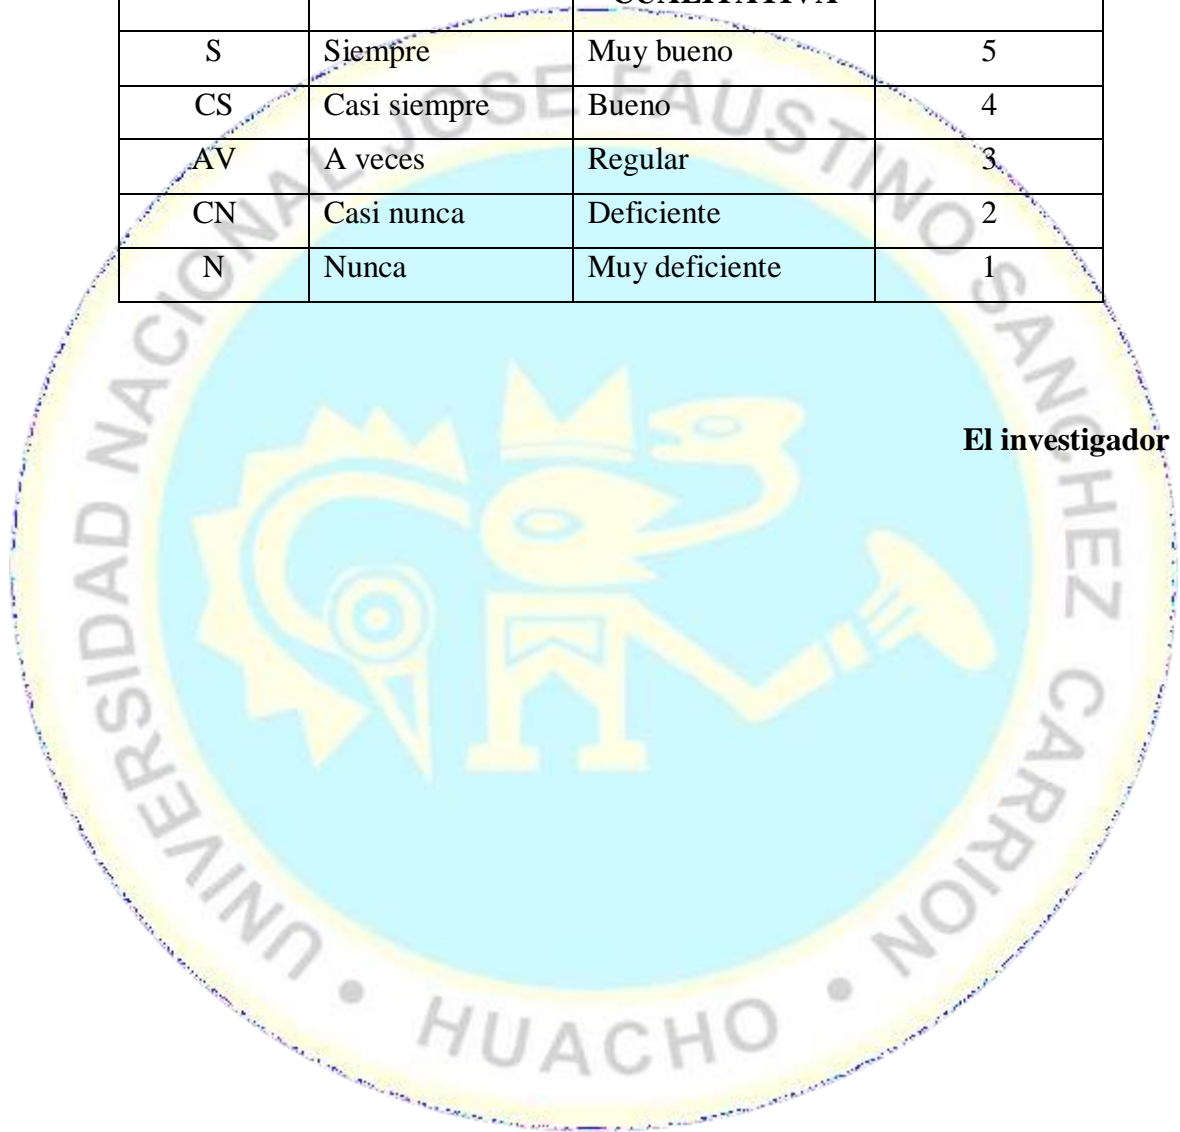 CUALITATIVA
S Siempre Muy bueno 5
CS Casi siempre Bueno 4
AV A veces Regular 3
CN Casi nunca Deficiente 2
N Nunca Muy deficiente 1
El investigador
UNIVERSIDAD NACIONAL JOSE FAUSTINO SANCHEZ CARRION
• HUACHO •